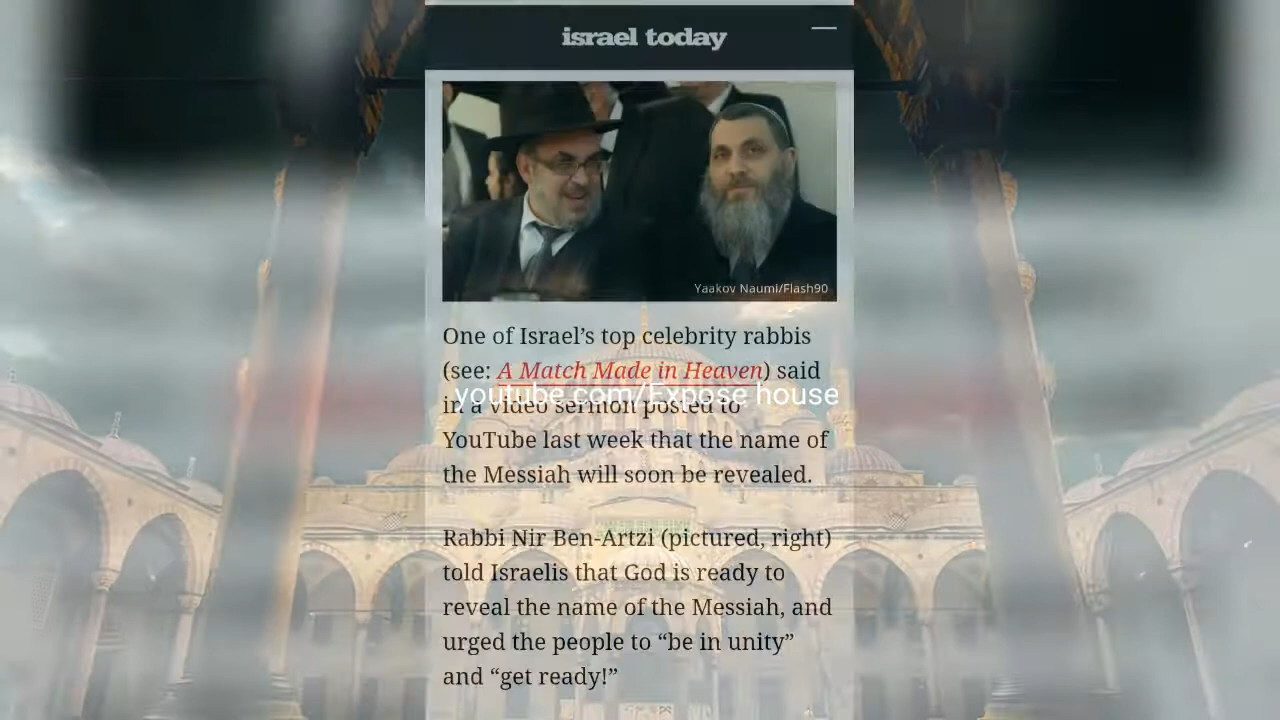 israel today
Yaakov Naumi/Flash90
One of Israel’s top celebrity rabbis
(see: A Match Made in Heaven) said
youtube.com/Expose house
in a video sermon posted to
YouTube last week that the name of
the Messiah will soon be revealed.
Rabbi Nir Ben-Artzi (pictured, right)
told Israelis that God is ready to
reveal the name of the Messiah, and
urged the people to “be in unity”
and “get ready!”